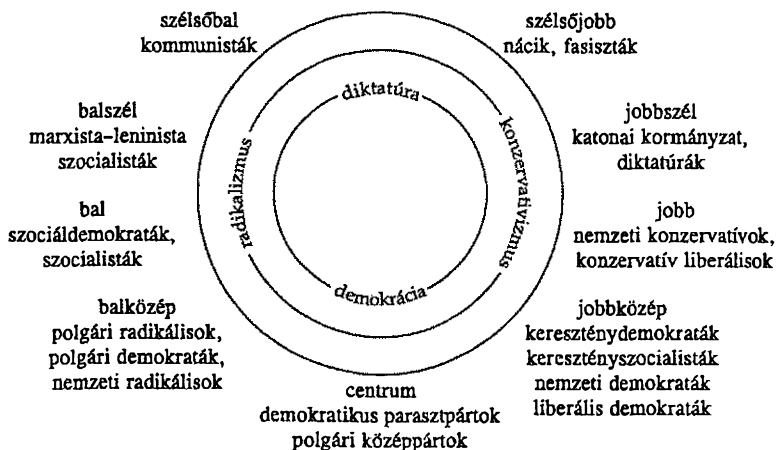 szélsőbal
kommunisták
szélsőjobb
nácik, fasiszták
diktatúra
balszél
marxista–leninista
szocialisták
radikalizmus
konzervativizmus
jobbszél
katonai kormányzat,
diktatúrák
bal
szociáldemokraták,
szocialisták
jobb
nemzeti konzervatívok,
konzervatív liberálisok
demokrácia
balközép
polgári radikálisok,
polgári demokraták,
nemzeti radikálisok
jobbközép
kereszténydemokraták
keresztényszocialisták
nemzeti demokraták
liberális demokraták
centrum
demokratikus parasztpártok
polgári középpártok